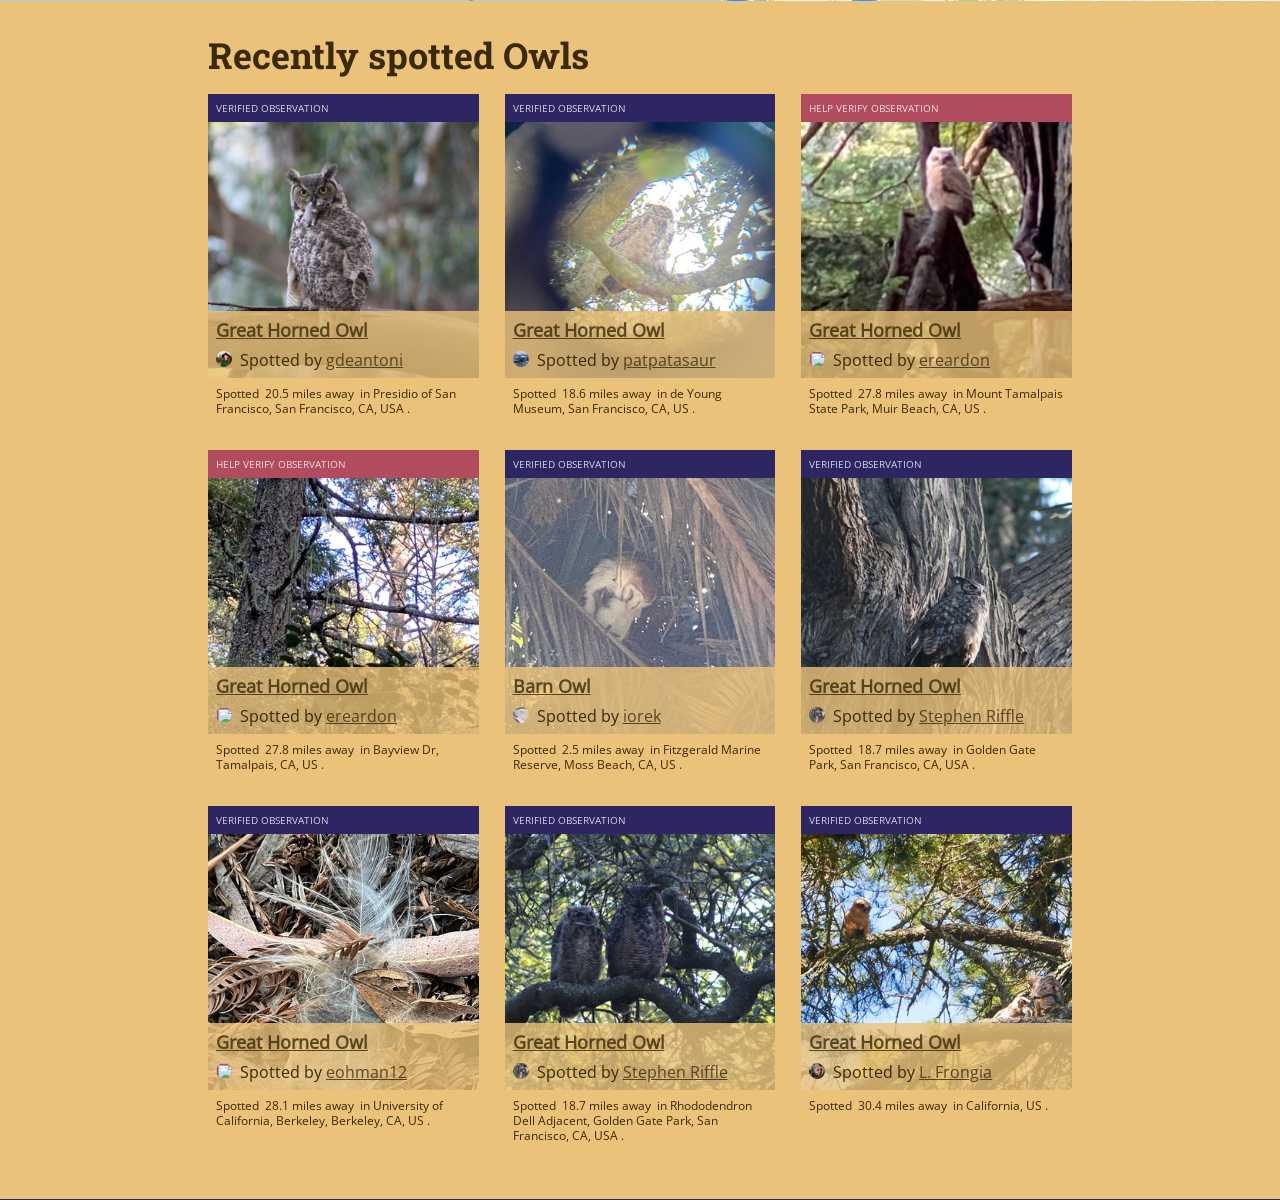 Recently spotted Owls
VERIFIED OBSERVATION
Great Horned Owl
Spotted by gdeantoni
Spotted 20.5 miles away in Presidio of San
Francisco, San Francisco, CA, USA .
VERIFIED OBSERVATION
Great Horned Owl
Spotted by patpatasaur
Spotted 18.6 miles away in de Young
Museum, San Francisco, CA, US .
HELP VERIFY OBSERVATION
Great Horned Owl
Spotted by ereardon
Spotted 27.8 miles away in Mount Tamalpais
State Park, Muir Beach, CA, US .
HELP VERIFY OBSERVATION
Great Horned Owl
Spotted by ereardon
Spotted 27.8 miles away in Bayview Dr,
Tamalpais, CA, US .
VERIFIED OBSERVATION
Barn Owl
Spotted by iorek
Spotted 2.5 miles away in Fitzgerald Marine
Reserve, Moss Beach, CA, US .
VERIFIED OBSERVATION
Great Horned Owl
Spotted by Stephen Riffle
Spotted 18.7 miles away in Golden Gate
Park, San Francisco, CA, USA .
VERIFIED OBSERVATION
Great Horned Owl
Spotted by eohman12
Spotted 28.1 miles away in University of
California, Berkeley, Berkeley, CA, US .
VERIFIED OBSERVATION
Great Horned Owl
Spotted by Stephen Riffle
Spotted 18.7 miles away in Rhododendron
Dell Adjacent, Golden Gate Park, San
Francisco, CA, USA .
VERIFIED OBSERVATION
Great Horned Owl
Spotted by L. Frongia
Spotted 30.4 miles away in California, US .